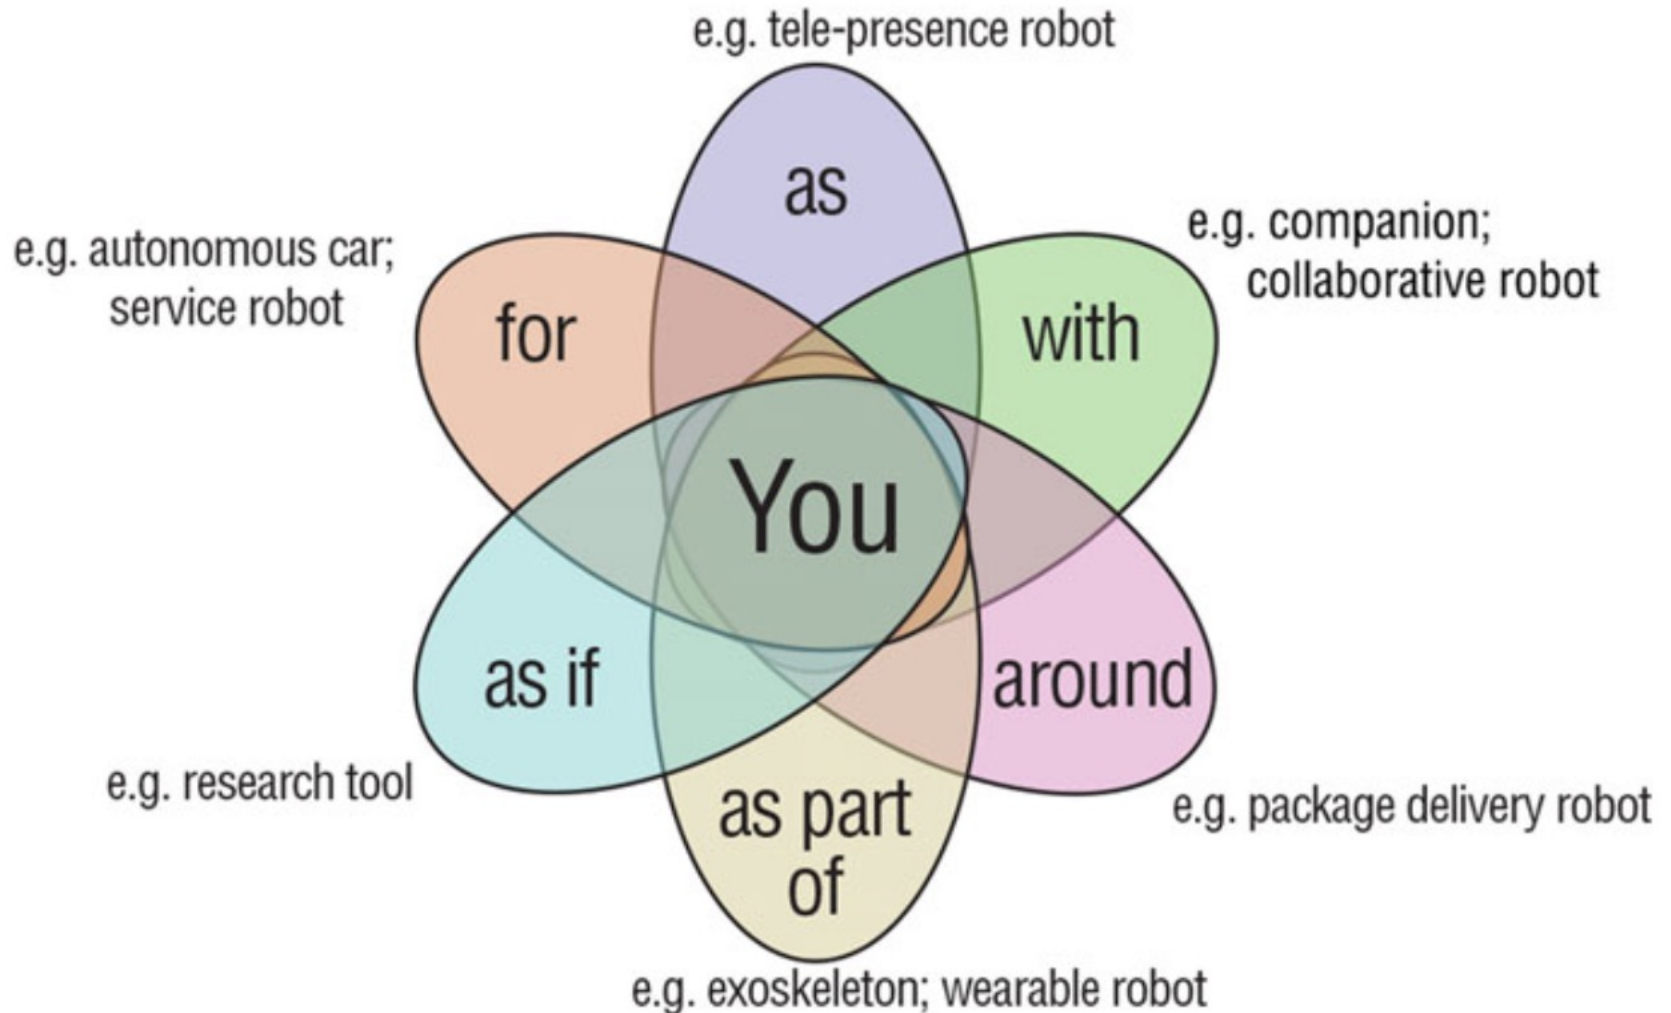 e.g. tele-presence robot
as
e.g. companion;
collaborative robot
with
e.g. autonomous car;
service robot
for
You
as if
e.g. research tool
around
e.g. package delivery robot
as part
of
e.g. exoskeleton; wearable robot